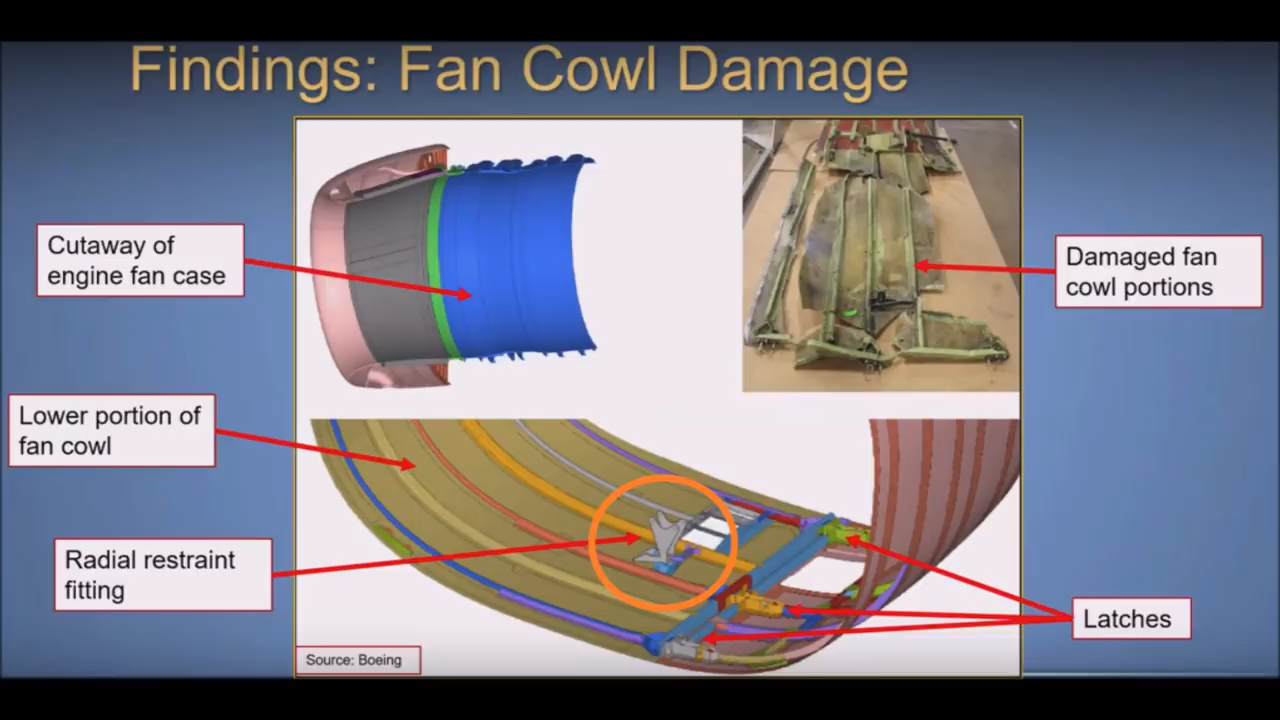 Findings: Fan Cowl Damage
Cutaway of
engine fan case
Damaged fan
cowl portions
Lower portion of
fan cowl
Radial restraint
fitting
Latches
Source: Boeing